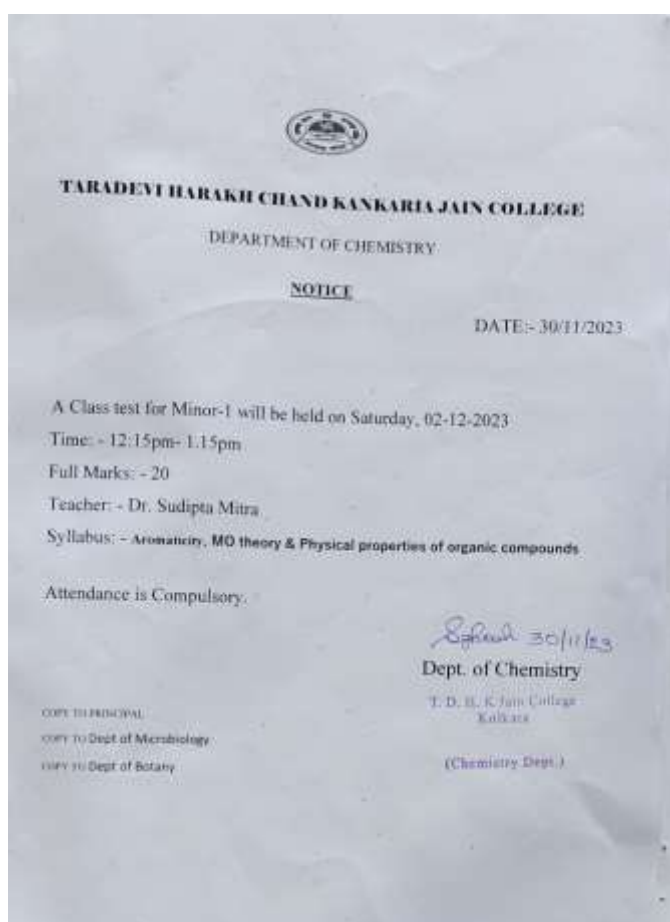 TARADEVI HARAKH CHAND KANKARIA JAIN COLLEGE
DEPARTMENT OF CHEMISTRY
NOTICE
DATE:- 30/11/2023
A Class test for Minor-1 will be held on Saturday, 02-12-2023
Time: - 12:15pm- 1.15pm
Full Marks: - 20
Teacher: - Dr. Sudipta Mitra
Syllabus: - Aromaticity, MO theory & Physical properties of organic compounds
Attendance is Compulsory.
30/11/23
Dept. of Chemistry
T. D. H. K Jain College
Kolkata
(Chemistry Dept.)
COPY TO PRINCIPAL
COPY TO Dept of Microbiology
COPY TO Dept of Botany